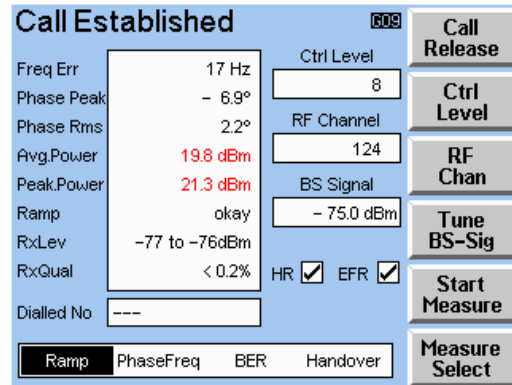 Call Established
G09
Freq Err 17 Hz
Phase Peak - 6.9°
Phase Rms 2.2°
Avg.Power 19.8 dBm
Peak.Power 21.3 dBm
Ramp okay
RxLev -77 to -76dBm
RxQual < 0.2%
Dialled No ---
Ctrl Level
8
RF Channel
124
BS Signal
- 75.0 dBm
HR EFR
Ramp PhaseFreq BER Handover
Call
Release
Ctrl
Level
RF
Chan
Tune
BS-Sig
Start
Measure
Measure
Select